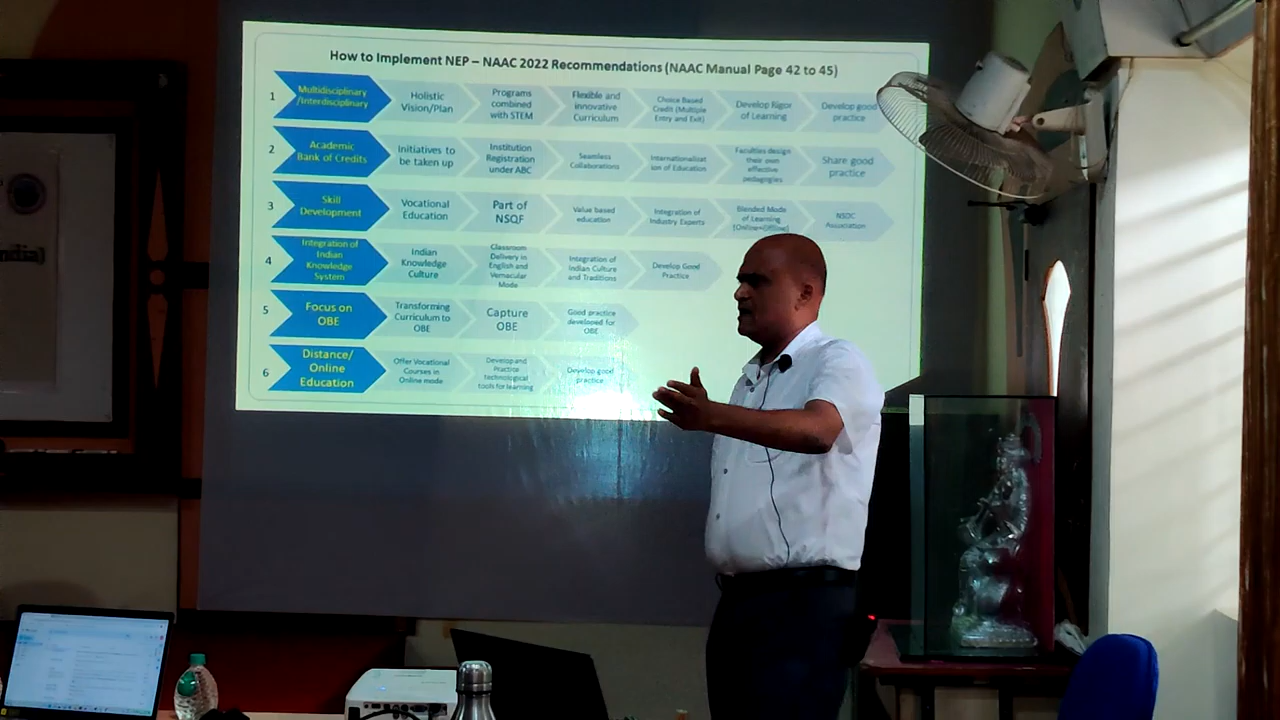 How to Implement NEP – NAAC 2022 Recommendations (NAAC Manual Page 42 to 45)
1
Multidisciplinary
/Interdisciplinary
Holistic
Vision/Plan
Programs
combined
with STEM
Flexible and
innovative
Curriculum
Choice Based
Credit (Multiple
Entry and Exit)
Develop Rigor
of Learning
Develop good
practice
2
Academic
Bank of Credits
Initiatives to
be taken up
Institution
Registration
under ABC
Seamless
Collaborations
Internationalizat
ion of Education
Faculties design
their own
effective
pedagogies
Share good
practice
3
Skill
Development
Vocational
Education
Part of
NSQF
Value based
education
Integration of
Industry Experts
Blended Mode
of Learning
(Online+Offline)
NSDC
Association
4
Integration of
Indian
Knowledge
System
Indian
Knowledge
Culture
Classroom
Delivery in
English and
Vernacular
Mode
Integration of
Indian Culture
and Traditions
Develop Good
Practice
5
Focus on
OBE
Transforming
Curriculum to
OBE
Capture
OBE
Good practice
developed for
OBE
6
Distance/
Online
Education
Offer Vocational
Courses in
Online mode
Develop and
Practice
technological
tools for learning
Develop good
practice